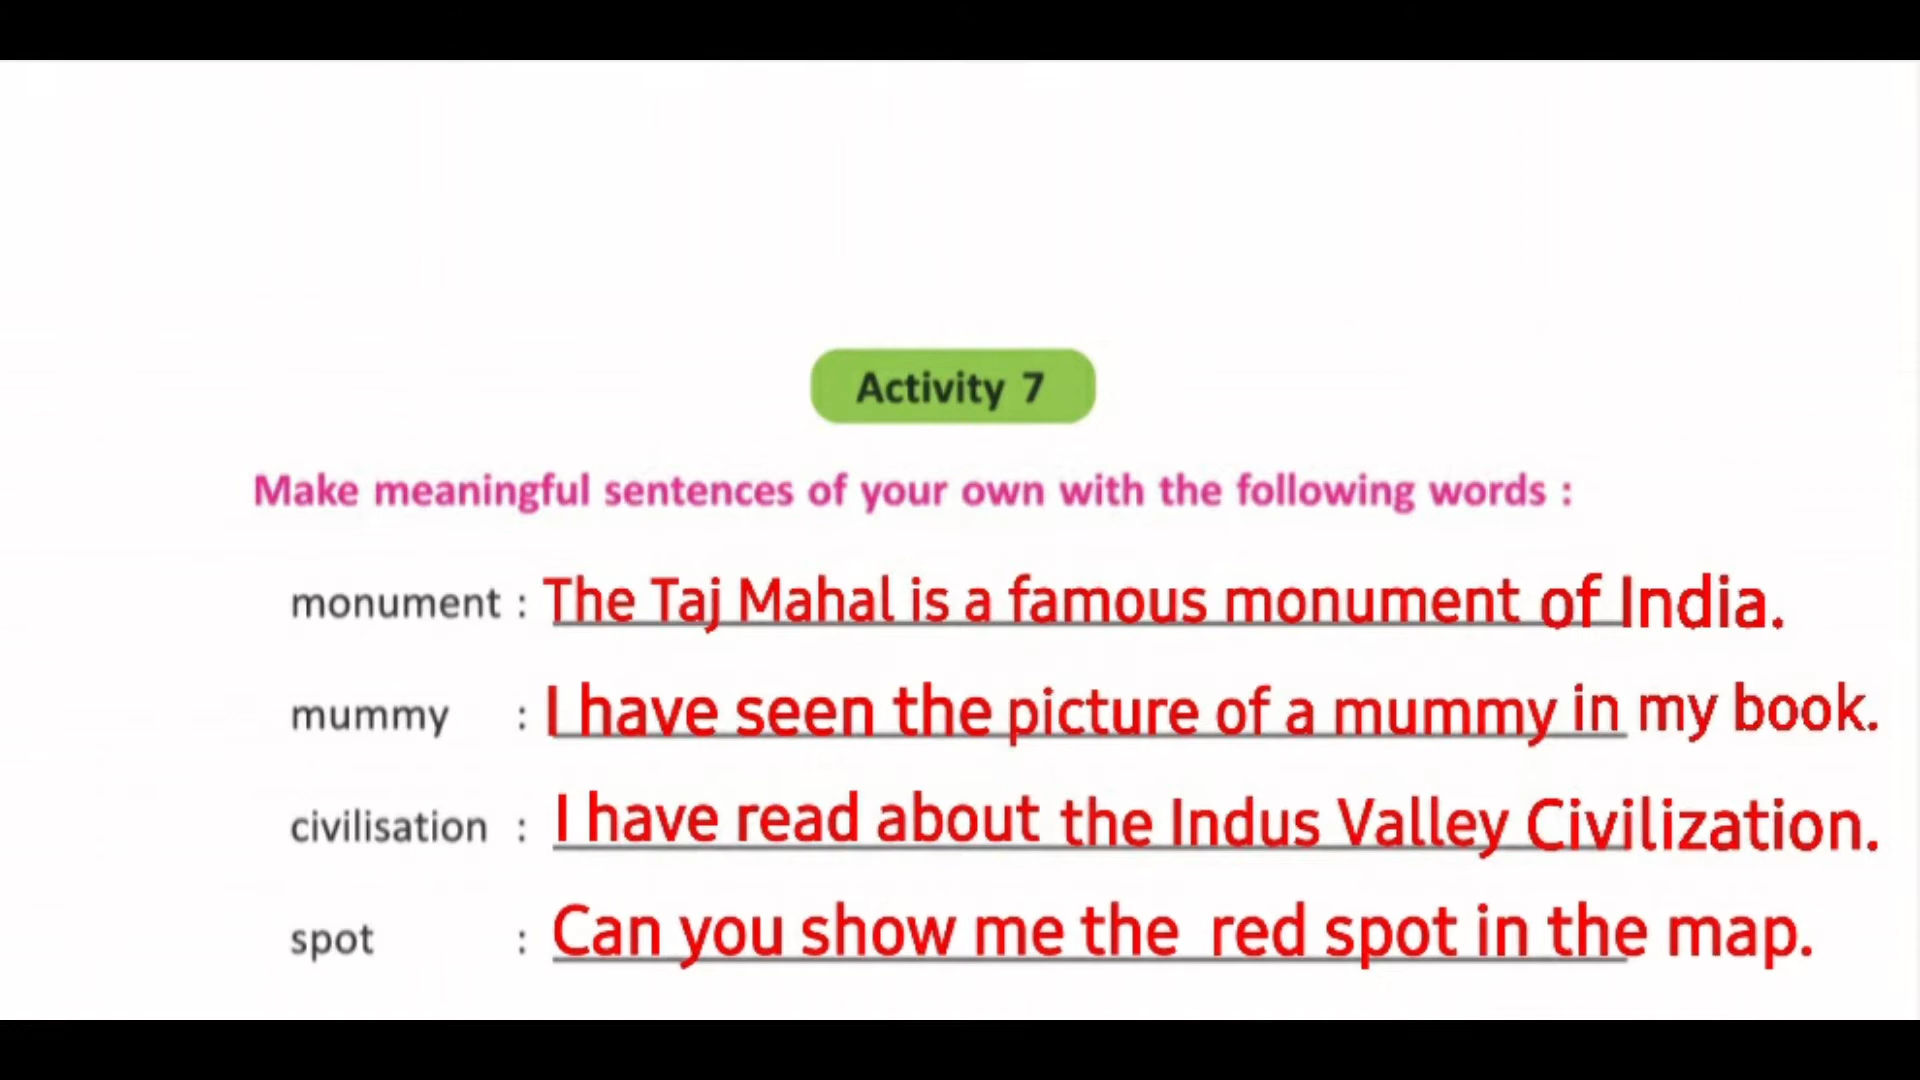 Activity 7
Make meaningful sentences of your own with the following words :
monument : The Taj Mahal is a famous monument of India.
mummy : I have seen the picture of a mummy in my book.
civilisation : I have read about the Indus Valley Civilization.
spot : Can you show me the red spot in the map.